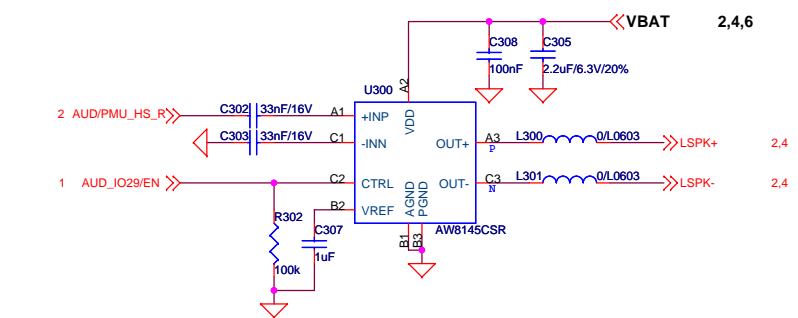 VBAT 2,4,6
C308 C305
100nF 2.2uF/6.3V/20%
U300 A2
2 AUD/PMU_HS_R C302 33nF/16V A1 +INP VDD
C303 33nF/16V C1 -INN OUT+ A3 P L300 0/L0603 LSPK+ 2,4
1 AUD_IO29/EN C2 CTRL OUT- C3 N L301 0/L0603 LSPK- 2,4
B2 VREF AGND PGND
R302 C307 B1 B3 AW8145CSR
1uF
100k